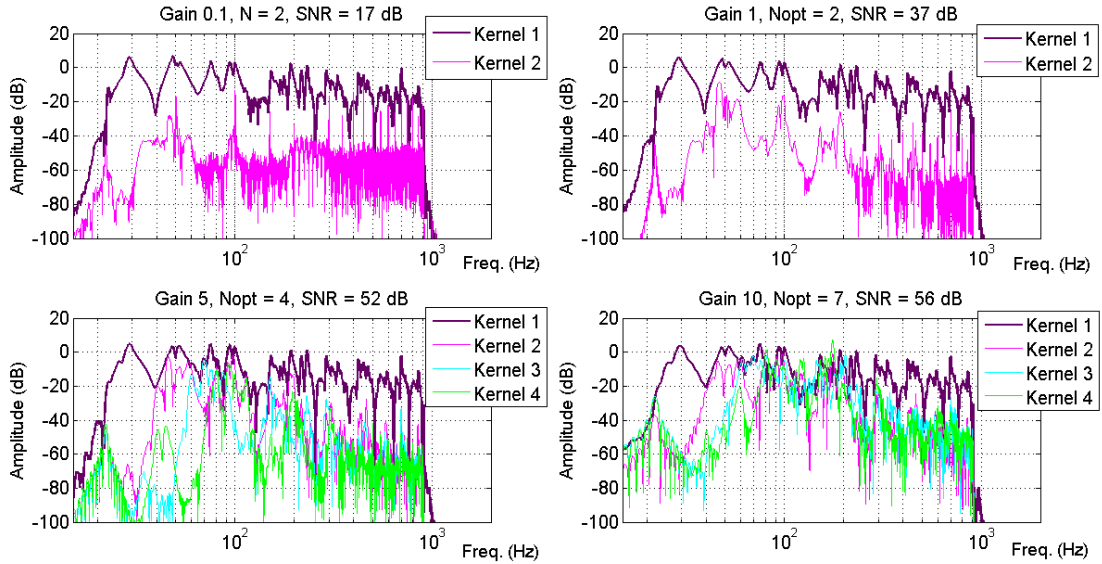 Gain 0.1, N = 2, SNR = 17 dB
Amplitude (dB)
20
0
-20
-40
-60
-80
-100
10²
10³
Freq. (Hz)
Kernel 1
Kernel 2
Gain 1, Nopt = 2, SNR = 37 dB
Amplitude (dB)
20
0
-20
-40
-60
-80
-100
10²
10³
Freq. (Hz)
Kernel 1
Kernel 2
Gain 5, Nopt = 4, SNR = 52 dB
Amplitude (dB)
20
0
-20
-40
-60
-80
-100
10²
10³
Freq. (Hz)
Kernel 1
Kernel 2
Kernel 3
Kernel 4
Gain 10, Nopt = 7, SNR = 56 dB
Amplitude (dB)
20
0
-20
-40
-60
-80
-100
10²
10³
Freq. (Hz)
Kernel 1
Kernel 2
Kernel 3
Kernel 4